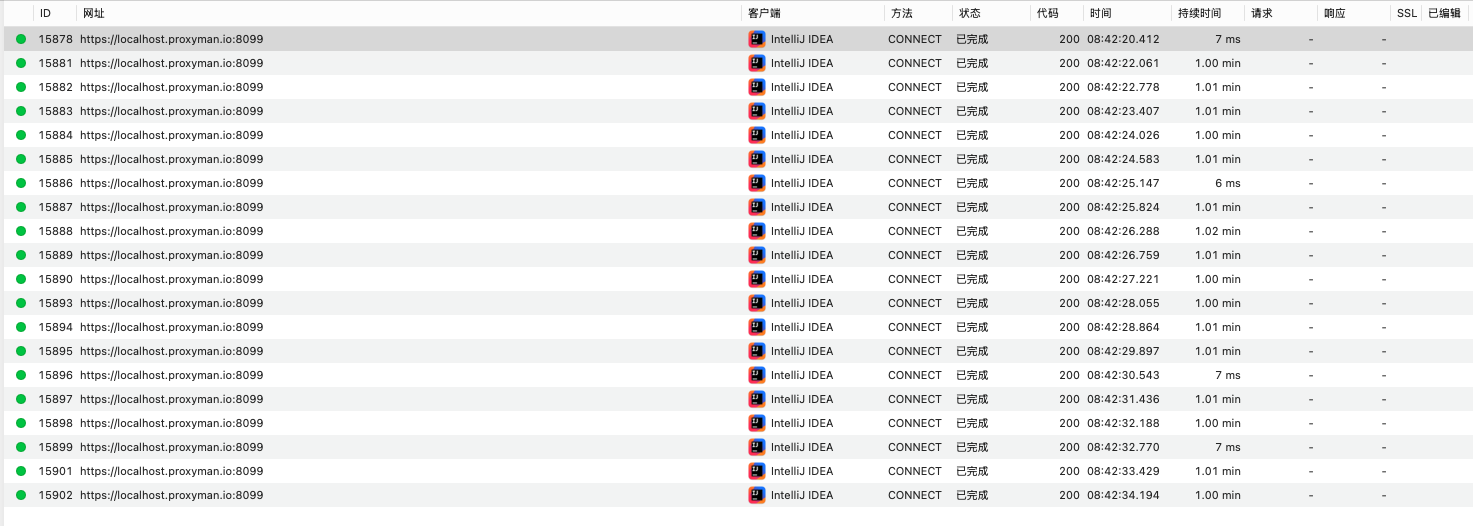 ID 网址 客户端 方法 状态 代码 时间 持续时间 请求 响应 SSL 已编辑
15878 https://localhost.proxyman.io:8099 IntelliJ IDEA CONNECT 已完成 200 08:42:20.412 7 ms - -
15881 https://localhost.proxyman.io:8099 IntelliJ IDEA CONNECT 已完成 200 08:42:22.061 1.00 min - -
15882 https://localhost.proxyman.io:8099 IntelliJ IDEA CONNECT 已完成 200 08:42:22.778 1.01 min - -
15883 https://localhost.proxyman.io:8099 IntelliJ IDEA CONNECT 已完成 200 08:42:23.407 1.01 min - -
15884 https://localhost.proxyman.io:8099 IntelliJ IDEA CONNECT 已完成 200 08:42:24.026 1.00 min - -
15885 https://localhost.proxyman.io:8099 IntelliJ IDEA CONNECT 已完成 200 08:42:24.583 1.01 min - -
15886 https://localhost.proxyman.io:8099 IntelliJ IDEA CONNECT 已完成 200 08:42:25.147 6 ms - -
15887 https://localhost.proxyman.io:8099 IntelliJ IDEA CONNECT 已完成 200 08:42:25.824 1.01 min - -
15888 https://localhost.proxyman.io:8099 IntelliJ IDEA CONNECT 已完成 200 08:42:26.288 1.02 min - -
15889 https://localhost.proxyman.io:8099 IntelliJ IDEA CONNECT 已完成 200 08:42:26.759 1.01 min - -
15890 https://localhost.proxyman.io:8099 IntelliJ IDEA CONNECT 已完成 200 08:42:27.221 1.00 min - -
15893 https://localhost.proxyman.io:8099 IntelliJ IDEA CONNECT 已完成 200 08:42:28.055 1.00 min - -
15894 https://localhost.proxyman.io:8099 IntelliJ IDEA CONNECT 已完成 200 08:42:28.864 1.01 min - -
15895 https://localhost.proxyman.io:8099 IntelliJ IDEA CONNECT 已完成 200 08:42:29.897 1.01 min - -
15896 https://localhost.proxyman.io:8099 IntelliJ IDEA CONNECT 已完成 200 08:42:30.543 7 ms - -
15897 https://localhost.proxyman.io:8099 IntelliJ IDEA CONNECT 已完成 200 08:42:31.436 1.01 min - -
15898 https://localhost.proxyman.io:8099 IntelliJ IDEA CONNECT 已完成 200 08:42:32.188 1.00 min - -
15899 https://localhost.proxyman.io:8099 IntelliJ IDEA CONNECT 已完成 200 08:42:32.770 7 ms - -
15901 https://localhost.proxyman.io:8099 IntelliJ IDEA CONNECT 已完成 200 08:42:33.429 1.01 min - -
15902 https://localhost.proxyman.io:8099 IntelliJ IDEA CONNECT 已完成 200 08:42:34.194 1.00 min - -